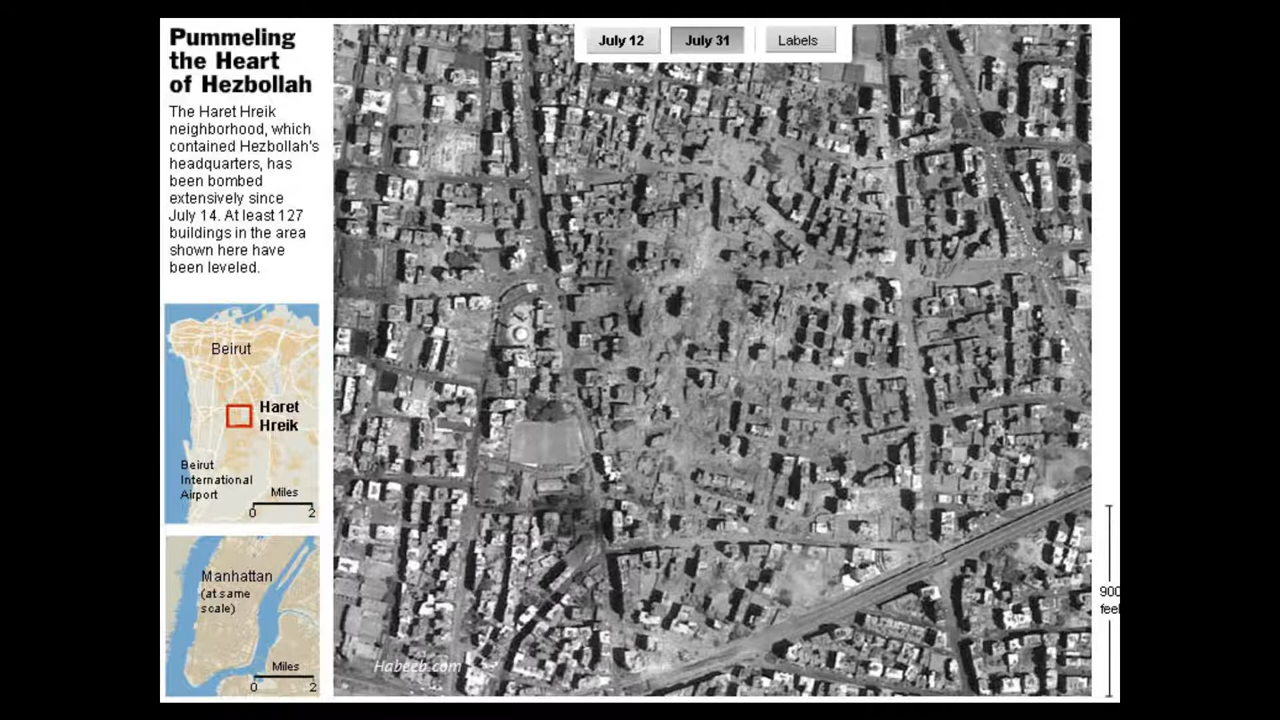 Pummeling
the Heart
of Hezbollah
The Haret Hreik
neighborhood, which
contained Hezbollah's
headquarters, has
been bombed
extensively since
July 14. At least 127
buildings in the area
shown here have
been leveled.
July 12
July 31
Labels
Beirut
Haret
Hreik
Beirut
International
Airport
Miles
0 2
Manhattan
(at same
scale)
Miles
0 2
900
feet
Habeeb.com